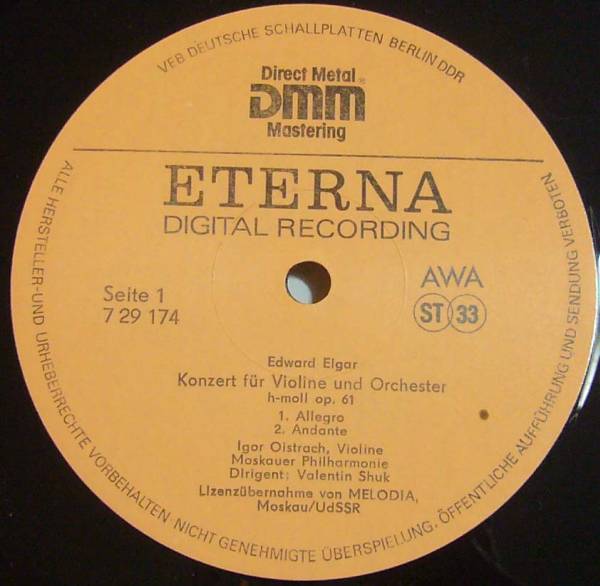 VEB DEUTSCHE SCHALLPLATTEN BERLIN DDR
Direct Metal
DMM®
Mastering
ETERNA
DIGITAL RECORDING
Seite 1
7 29 174
AWA
ST 33
Edward Elgar
Konzert für Violine und Orchester
h-moll op. 61
1. Allegro
2. Andante
Igor Oistrach, Violine
Moskauer Philharmonie
Dirigent: Valentin Shuk
Lizenzübernahme von MELODIA,
Moskau/UdSSR
ALLE HERSTELLER-UND URHEBERRECHTE VORBEHALTEN · NICHT GENEHMIGTE ÜBERSPIELUNG, ÖFFENTLICHE AUFFÜHRUNG UND SENDUNG VERBOTEN